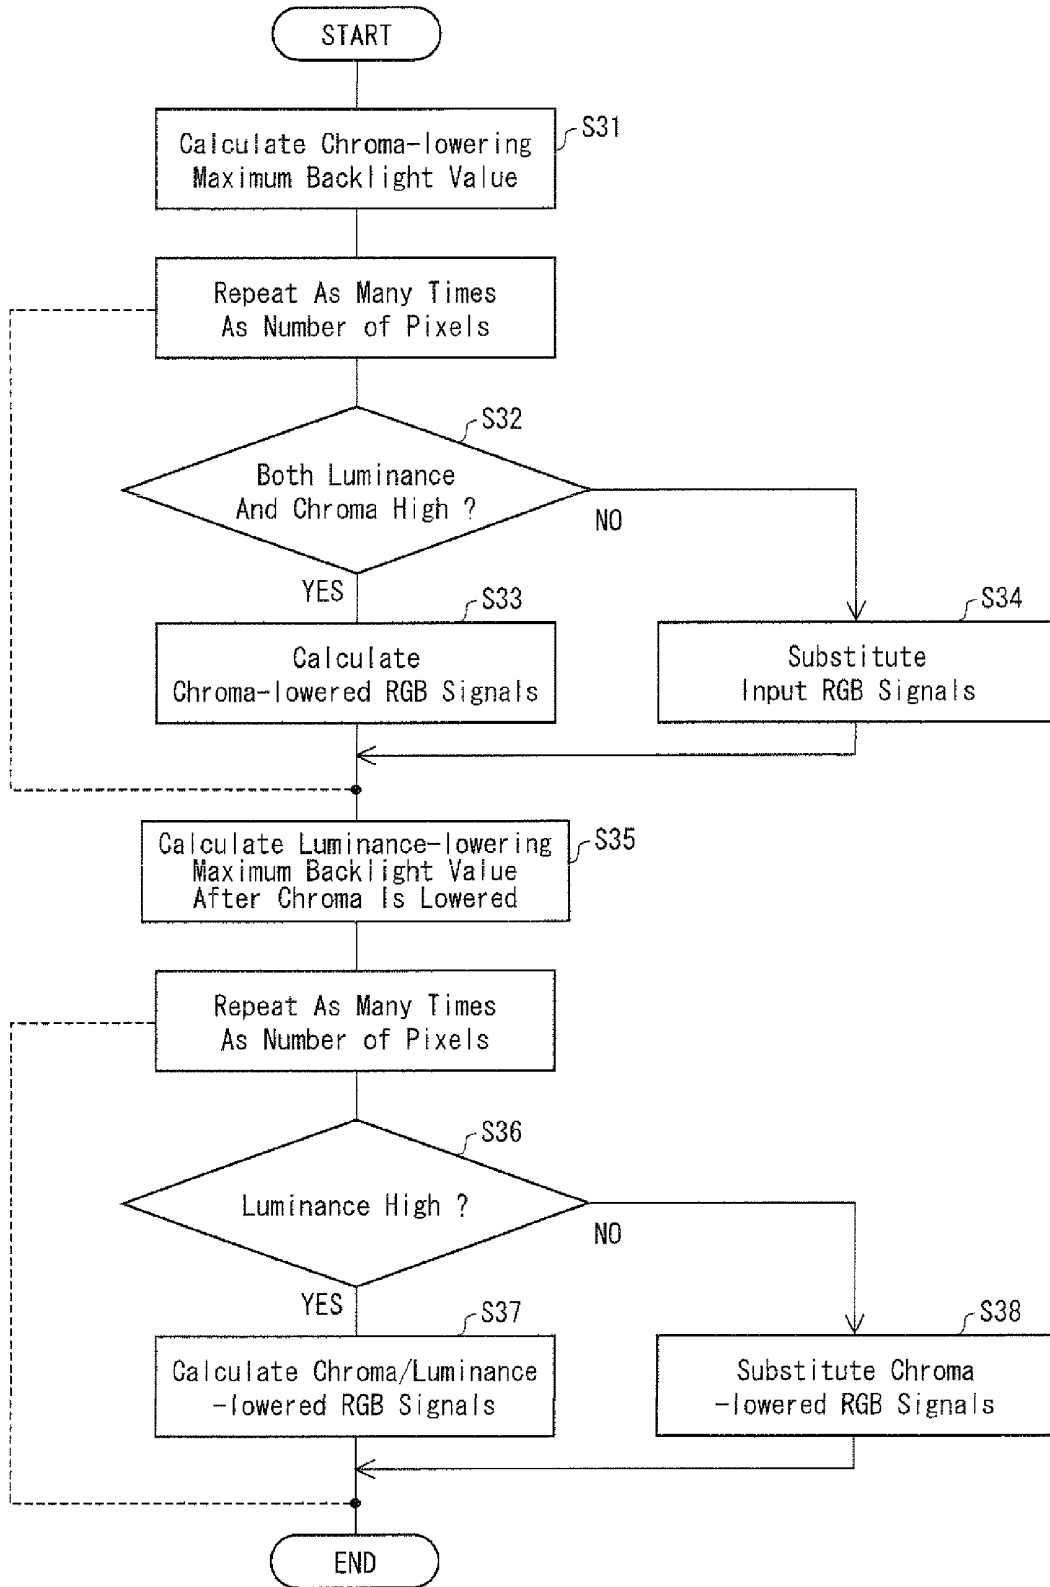 START
Calculate Chroma-lowering
Maximum Backlight Value
S31
Repeat As Many Times
As Number of Pixels
S32
Both Luminance
And Chroma High ?
NO
YES
S33
Calculate
Chroma-lowered RGB Signals
S34
Substitute
Input RGB Signals
Calculate Luminance-lowering
Maximum Backlight Value
After Chroma Is Lowered
S35
Repeat As Many Times
As Number of Pixels
S36
Luminance High ?
NO
YES
S37
Calculate Chroma/Luminance
-lowered RGB Signals
S38
Substitute Chroma
-lowered RGB Signals
END